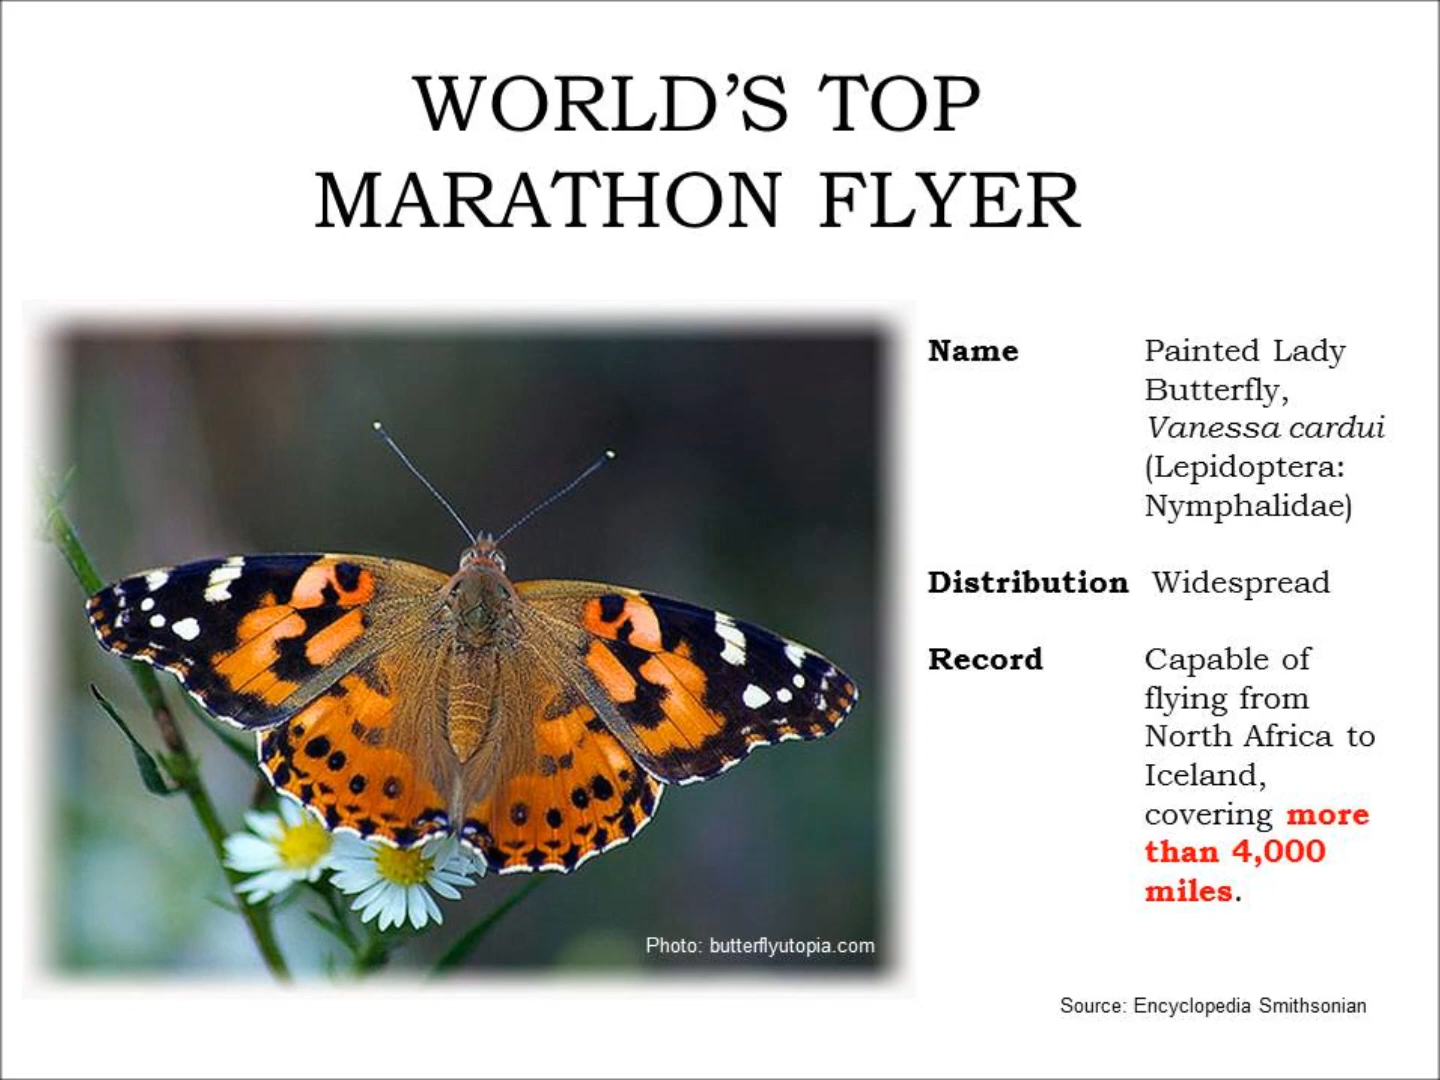 WORLD’S TOP
MARATHON FLYER
Name
Painted Lady
Butterfly,
Vanessa cardui
(Lepidoptera:
Nymphalidae)
Distribution
Widespread
Record
Capable of
flying from
North Africa to
Iceland,
covering more
than 4,000
miles.
Photo: butterflyutopia.com
Source: Encyclopedia Smithsonian